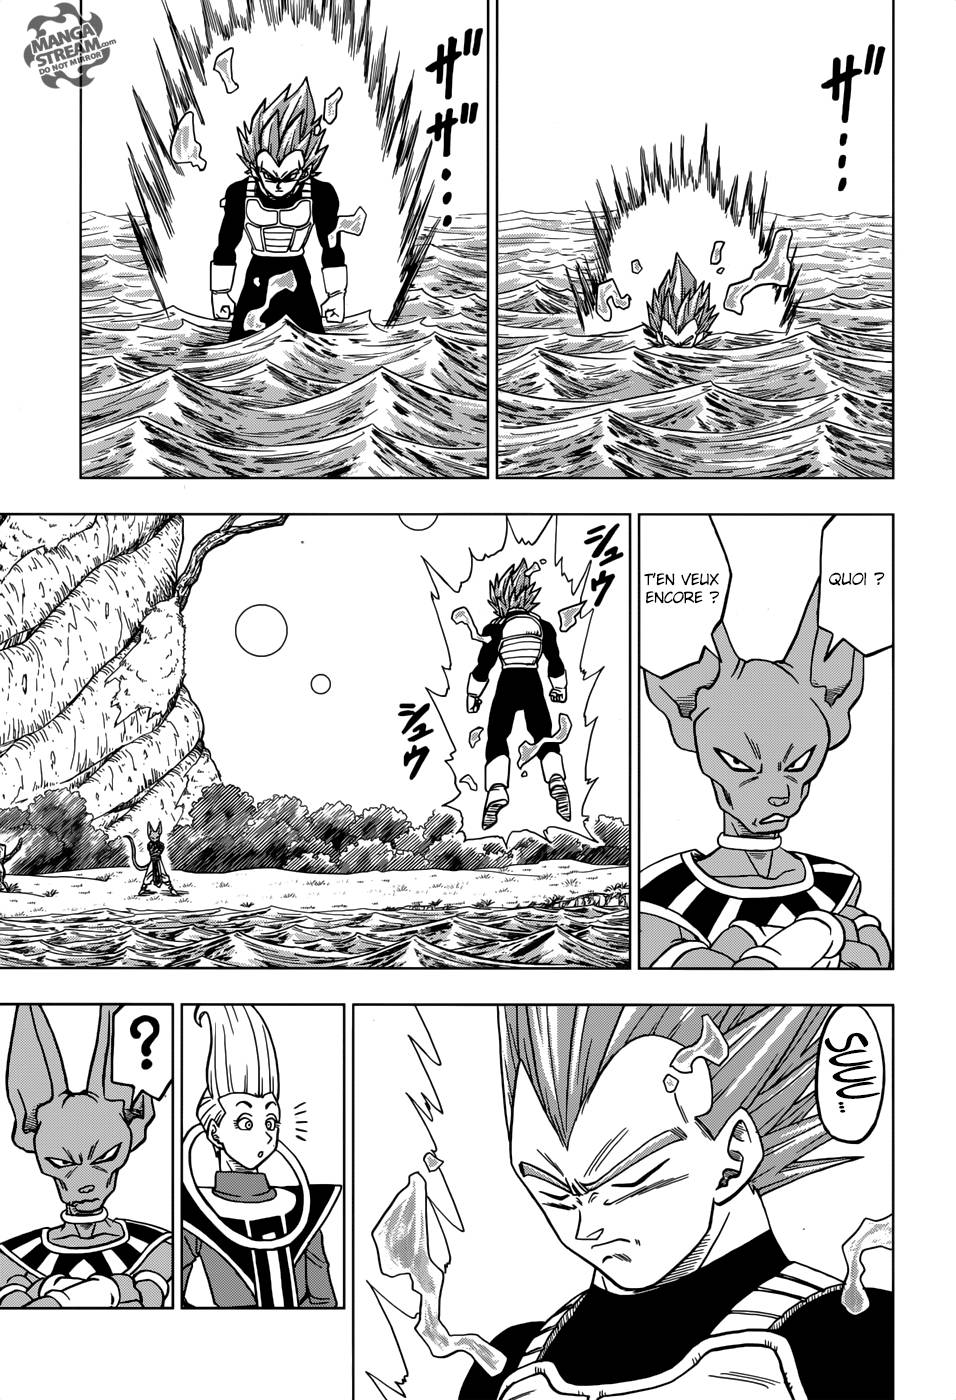 MANGA
STREAM.com
DO NOT MIRROR
ザ...
ザザ...
QUOI ?
T'EN VEUX
ENCORE ?
シュウ
シュウ
SUUU...
?